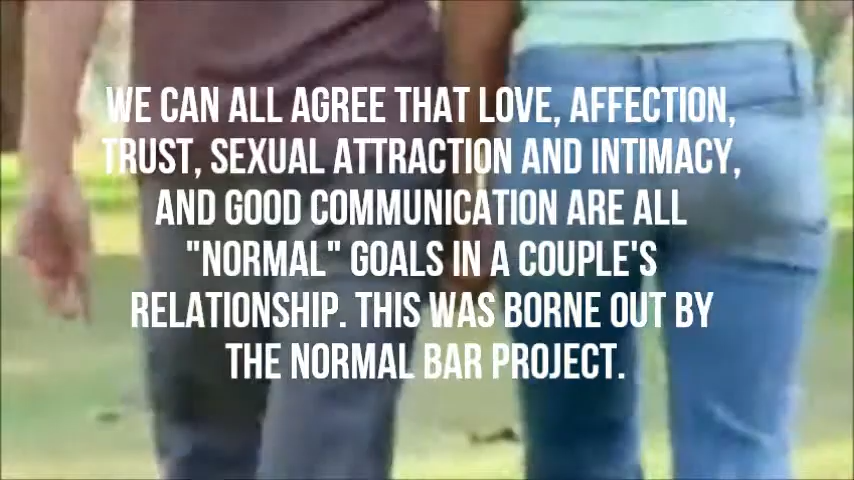 WE CAN ALL AGREE THAT LOVE, AFFECTION,
TRUST, SEXUAL ATTRACTION AND INTIMACY,
AND GOOD COMMUNICATION ARE ALL
"NORMAL" GOALS IN A COUPLE'S
RELATIONSHIP. THIS WAS BORNE OUT BY
THE NORMAL BAR PROJECT.